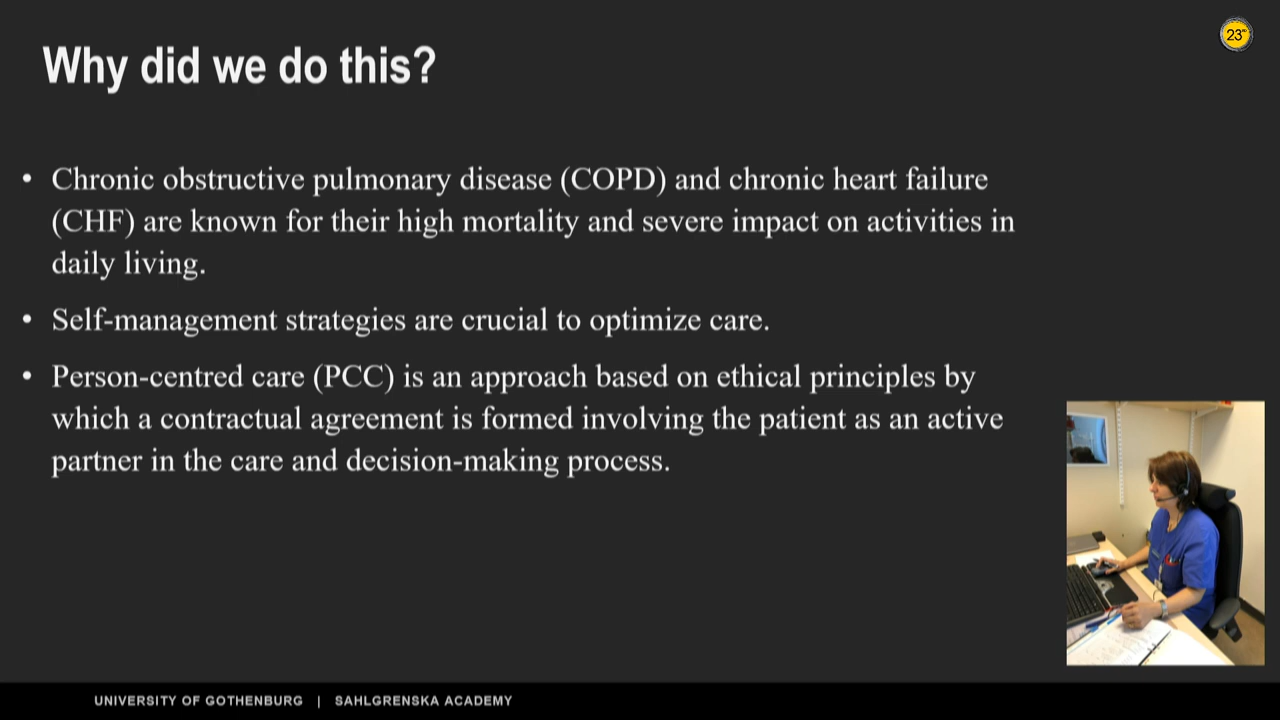 Why did we do this?
23
• Chronic obstructive pulmonary disease (COPD) and chronic heart failure
(CHF) are known for their high mortality and severe impact on activities in
daily living.
• Self-management strategies are crucial to optimize care.
• Person-centred care (PCC) is an approach based on ethical principles by
which a contractual agreement is formed involving the patient as an active
partner in the care and decision-making process.
UNIVERSITY OF GOTHENBURG | SAHLGRENSKA ACADEMY